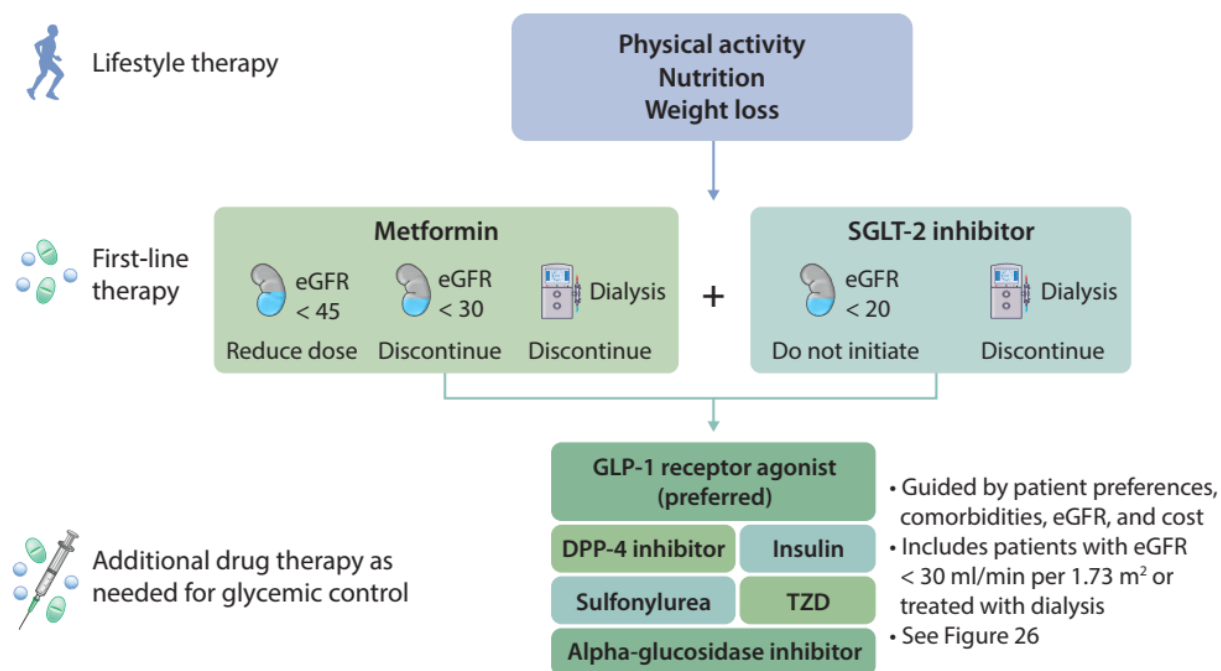 Lifestyle therapy
Physical activity
Nutrition
Weight loss
First-line
therapy
Metformin
eGFR
< 45
Reduce dose
eGFR
< 30
Discontinue
Dialysis
Discontinue
+
SGLT-2 inhibitor
eGFR
< 20
Do not initiate
Dialysis
Discontinue
Additional drug therapy as
needed for glycemic control
GLP-1 receptor agonist
(preferred)
DPP-4 inhibitor
Insulin
Sulfonylurea
TZD
Alpha-glucosidase inhibitor
• Guided by patient preferences,
comorbidities, eGFR, and cost
• Includes patients with eGFR
< 30 ml/min per 1.73 m² or
treated with dialysis
• See Figure 26